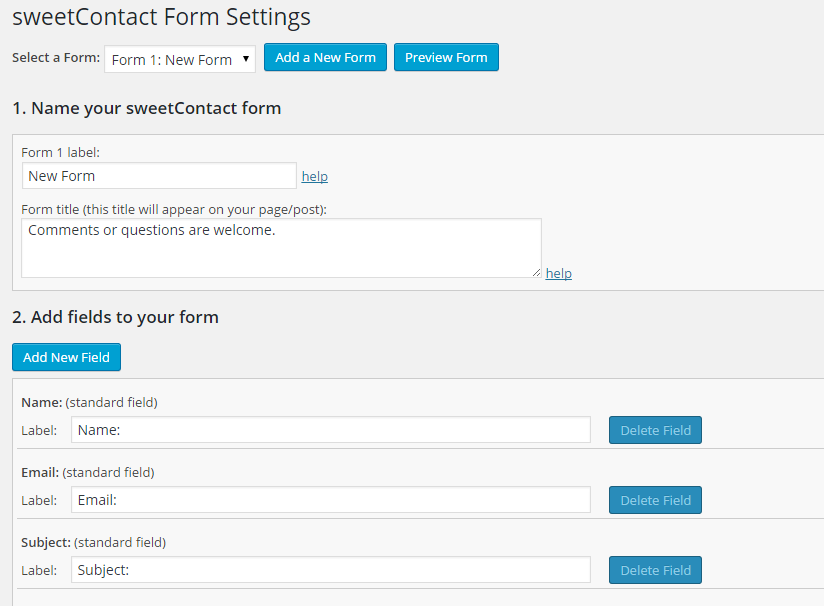 sweetContact Form Settings
Select a Form: Form 1: New Form Add a New Form Preview Form
1. Name your sweetContact form
Form 1 label:
New Form help
Form title (this title will appear on your page/post):
Comments or questions are welcome.
help
2. Add fields to your form
Add New Field
Name: (standard field)
Label: Name: Delete Field
Email: (standard field)
Label: Email: Delete Field
Subject: (standard field)
Label: Subject: Delete Field